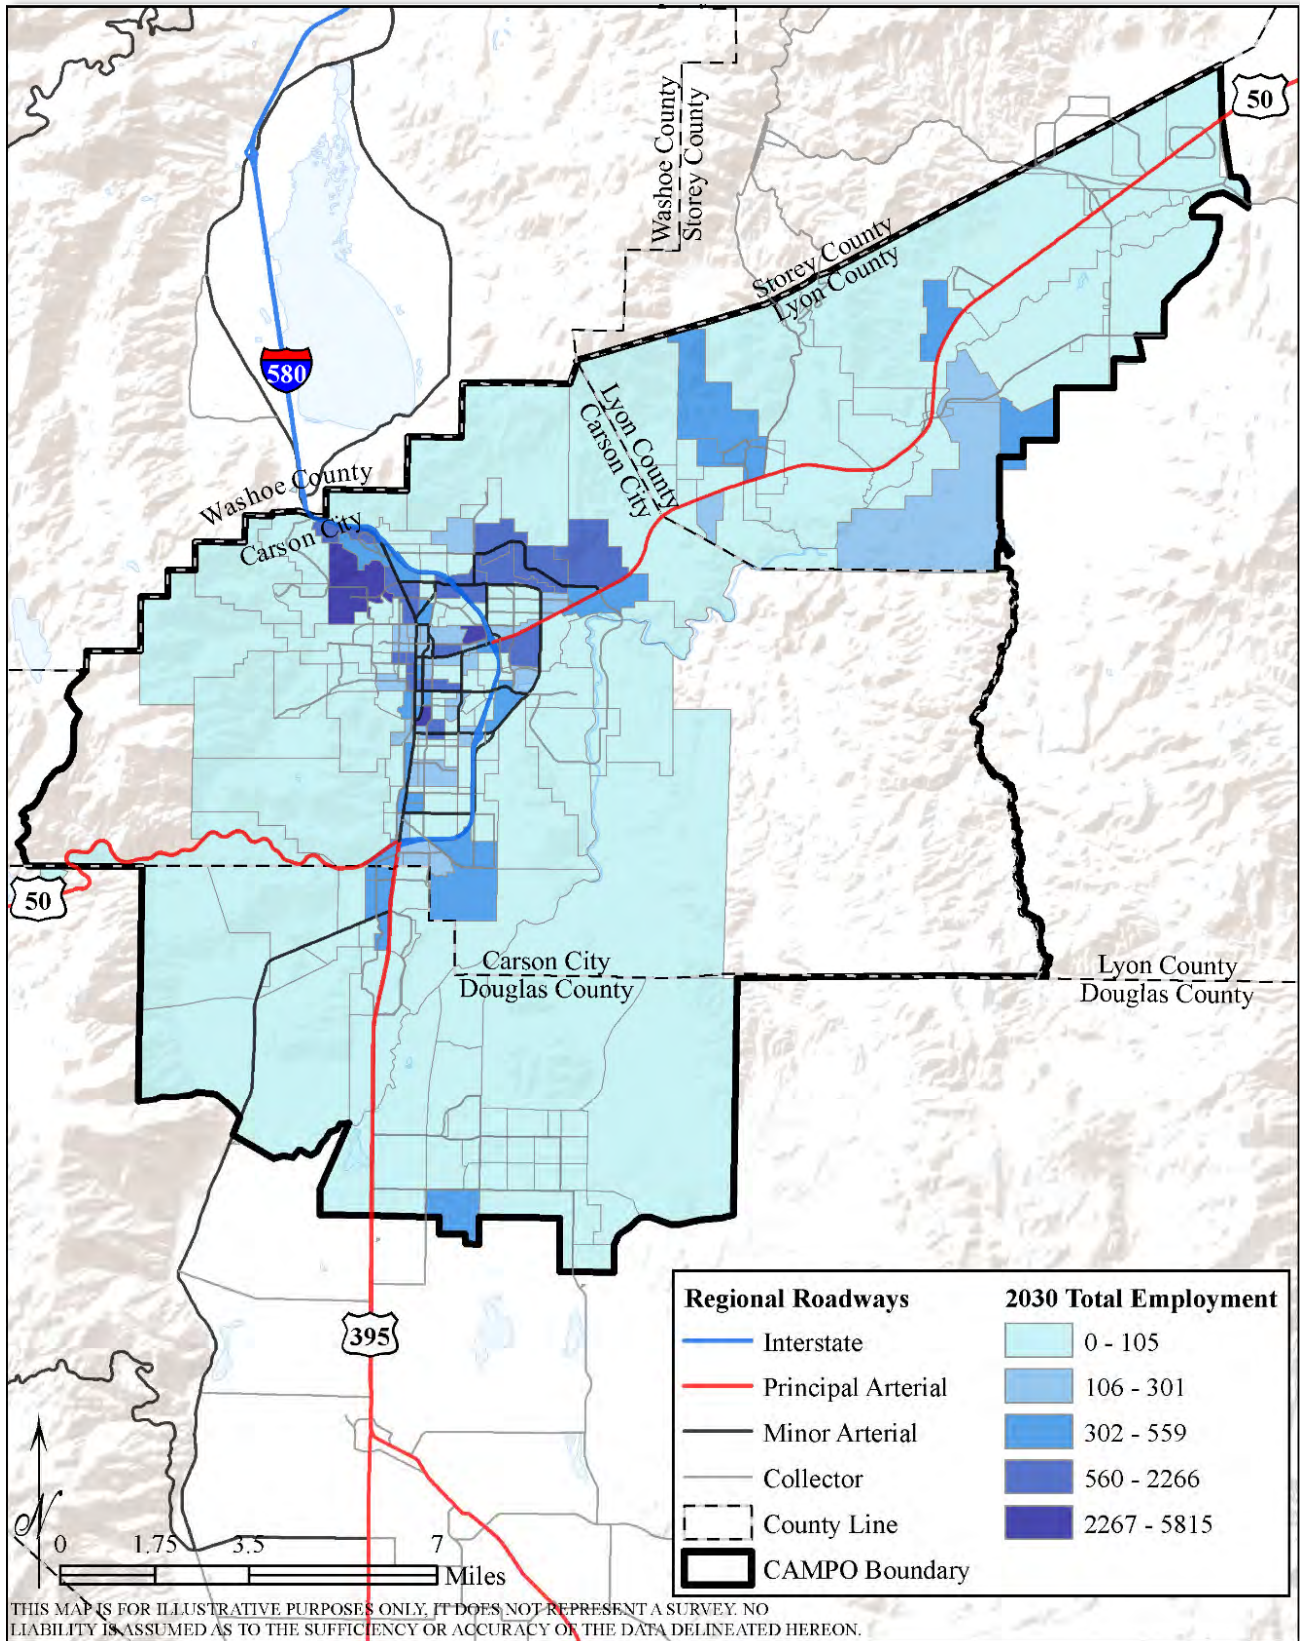 Washoe County
Storey County
50
Storey County
Lyon County
580
Lyon County
Carson City
Washoe County
Carson City
50
Carson City
Douglas County
Lyon County
Douglas County
395
Regional Roadways
Interstate
Principal Arterial
Minor Arterial
Collector
County Line
CAMPO Boundary
2030 Total Employment
0 - 105
106 - 301
302 - 559
560 - 2266
2267 - 5815
N
0 1.75 3.5 7
Miles
THIS MAP IS FOR ILLUSTRATIVE PURPOSES ONLY, IT DOES NOT REPRESENT A SURVEY. NO
LIABILITY IS ASSUMED AS TO THE SUFFICIENCY OR ACCURACY OF THE DATA DELINEATED HEREON.